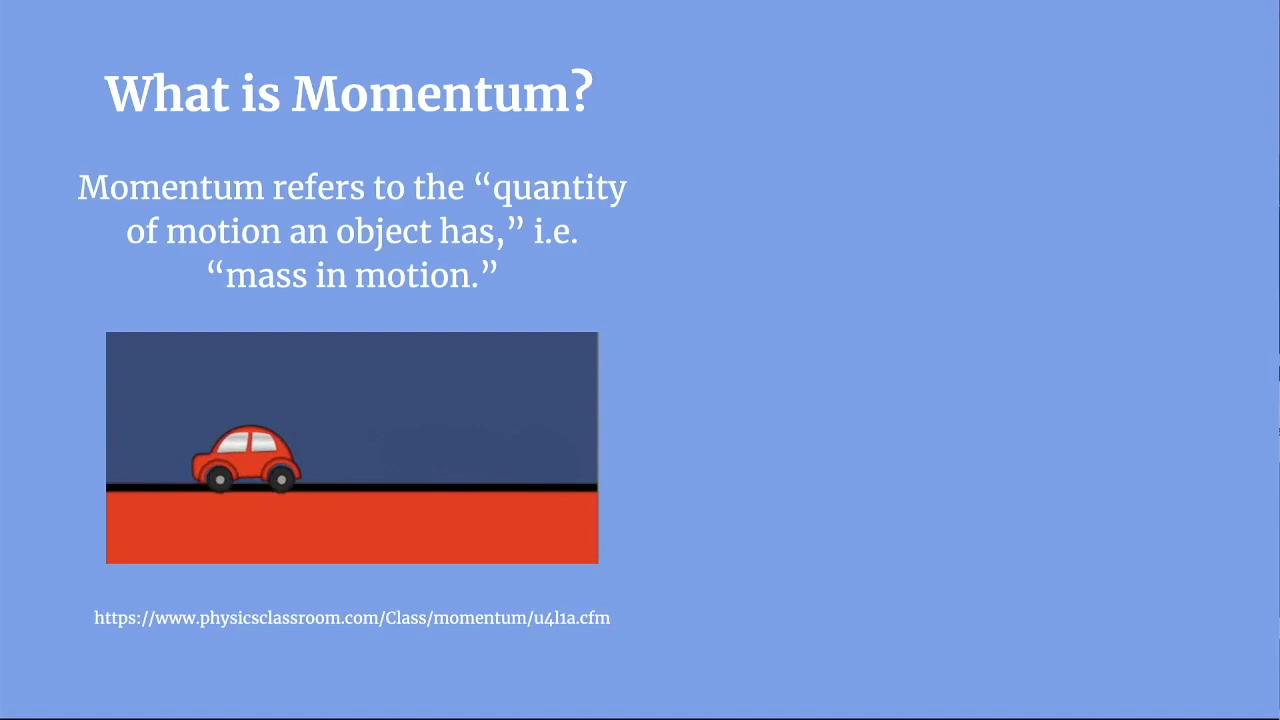 What is Momentum?
Momentum refers to the “quantity
of motion an object has,” i.e.
“mass in motion.”
https://www.physicsclassroom.com/Class/momentum/u4l1a.cfm